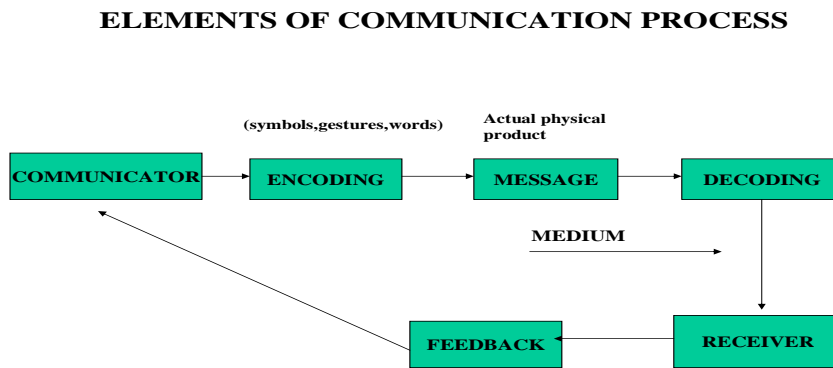 ELEMENTS OF COMMUNICATION PROCESS
(symbols,gestures,words)
Actual physical
product
COMMUNICATOR
ENCODING
MESSAGE
DECODING
MEDIUM
FEEDBACK
RECEIVER